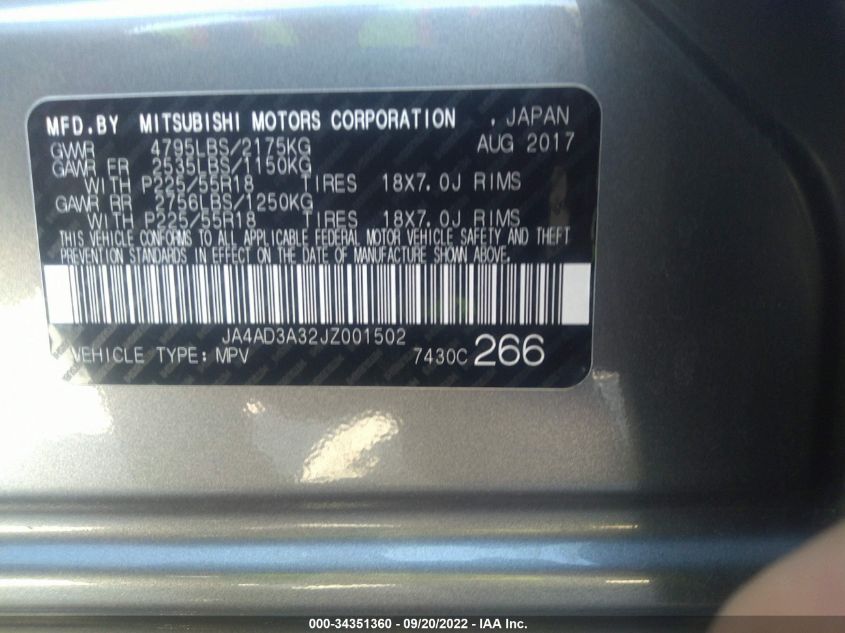 MFD.BY MITSUBISHI MOTORS CORPORATION , JAPAN
GVWR 4795LBS/2175KG AUG 2017
GAWR FR 2535LBS/1150KG
WITH P225/55R18 TIRES 18X7.0J RIMS
GAWR RR 2756LBS/1250KG
WITH P225/55R18 TIRES 18X7.0J RIMS
THIS VEHICLE CONFORMS TO ALL APPLICABLE FEDERAL MOTOR VEHICLE SAFETY AND THEFT
PREVENTION STANDARDS IN EFFECT ON THE DATE OF MANUFACTURE SHOWN ABOVE.
JA4AD3A32JZ001502
VEHICLE TYPE: MPV 7430C 266
000-34351360 - 09/20/2022 - IAA Inc.